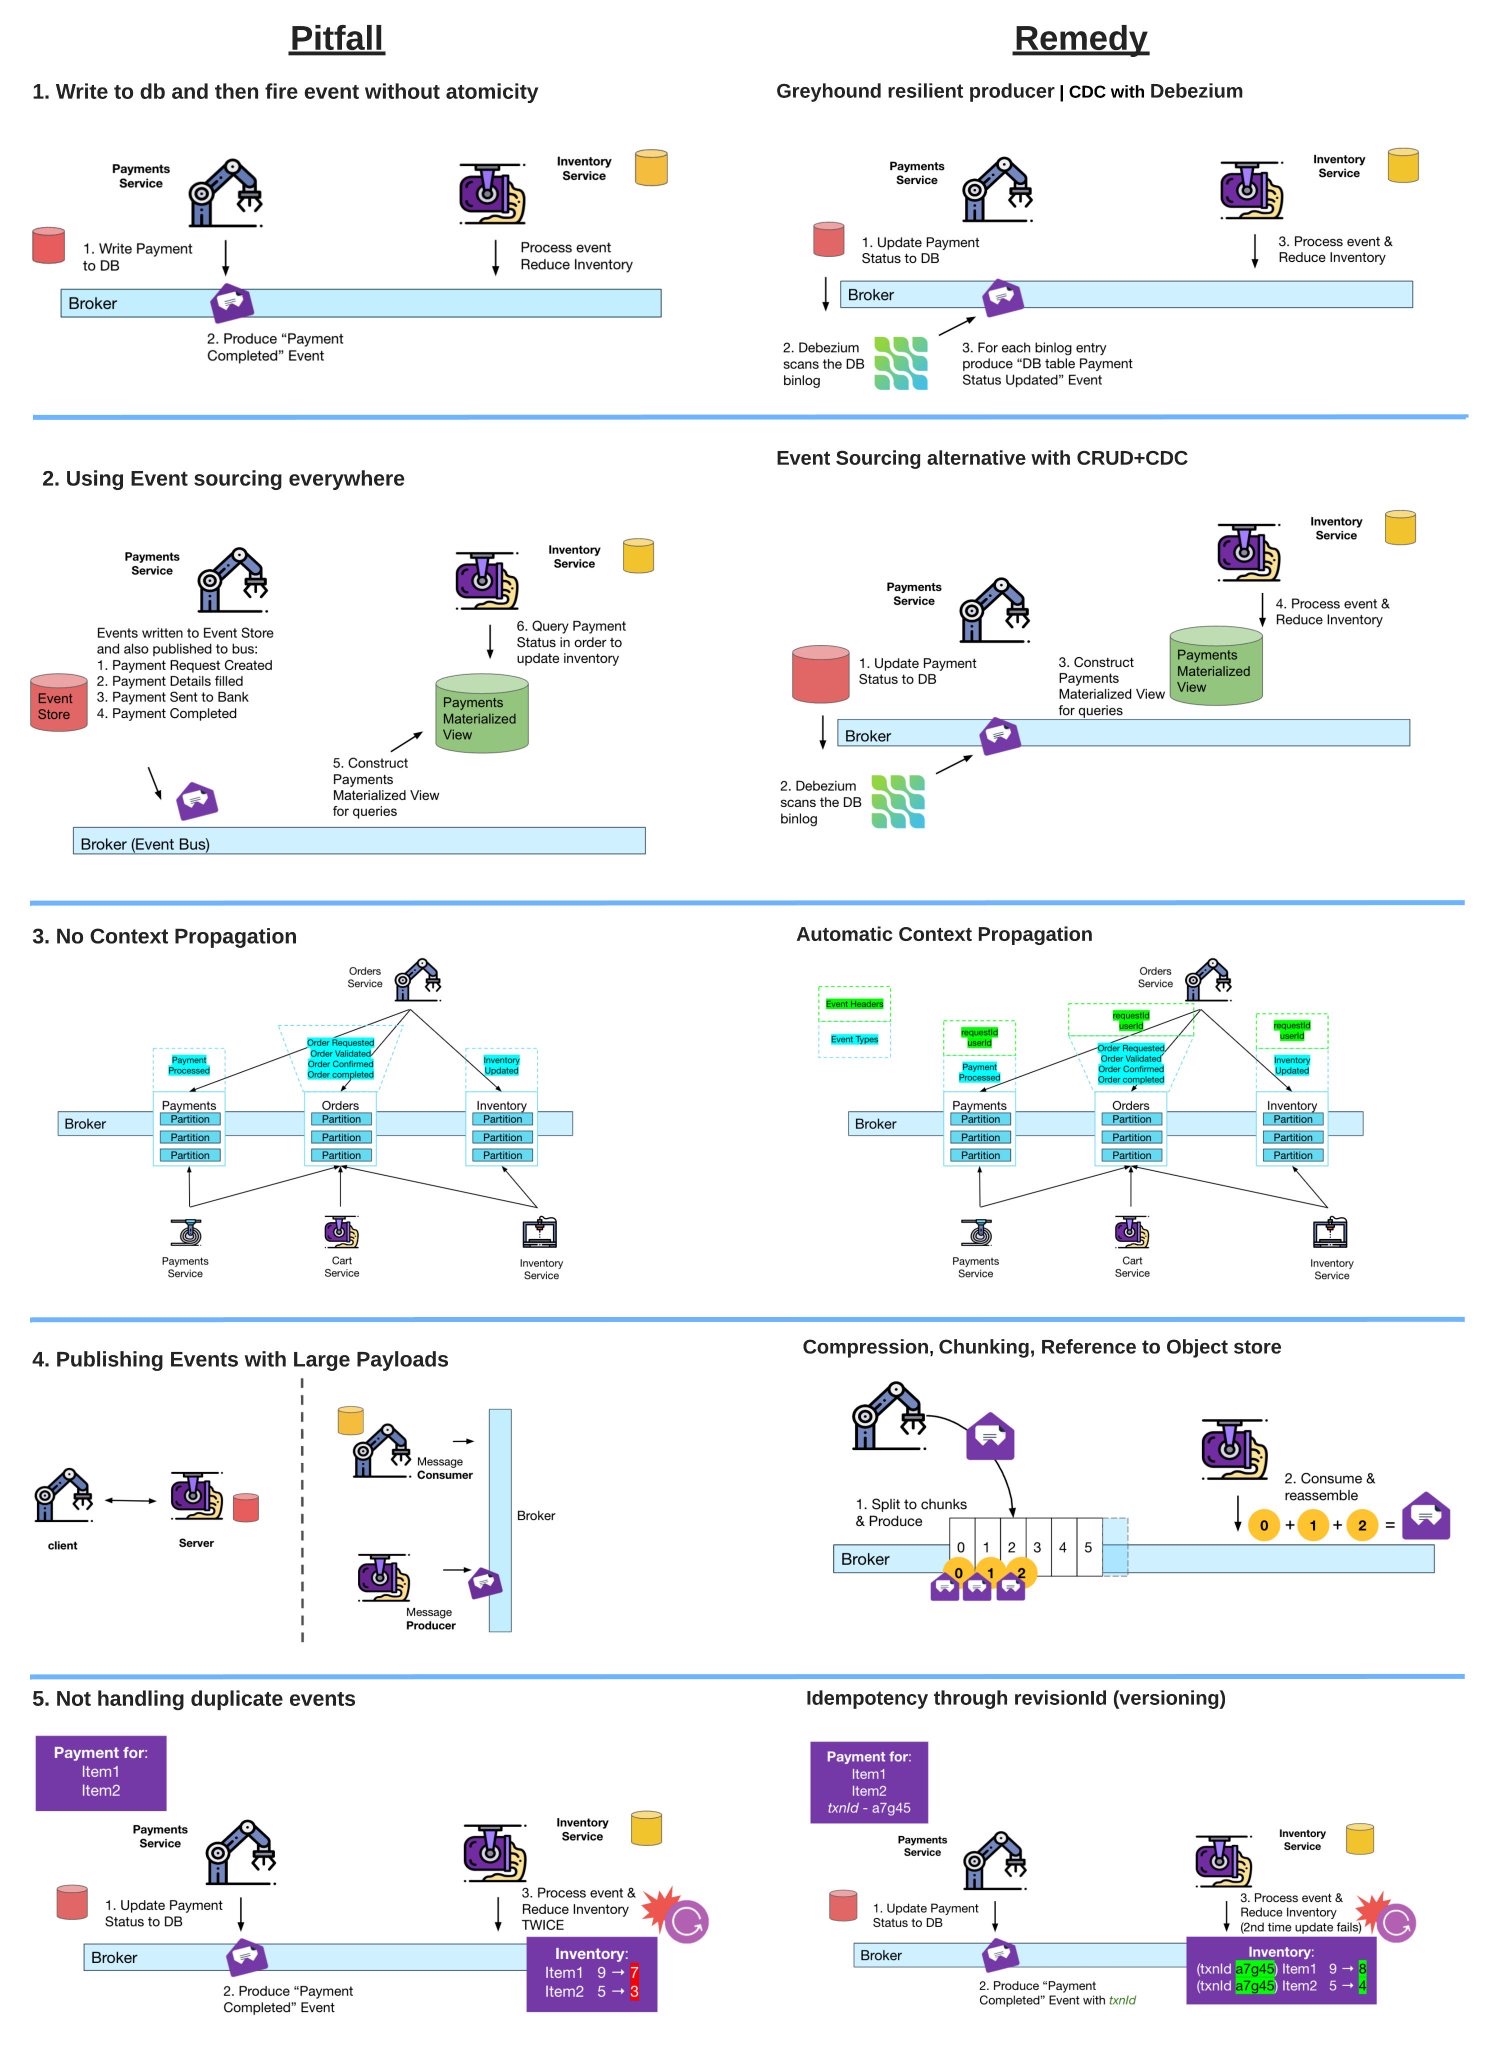 Pitfall
Remedy
1. Write to db and then fire event without atomicity
Payments
Service
Inventory
Service
1. Write Payment
to DB
Process event
Reduce Inventory
Broker
2. Produce “Payment
Completed” Event
Greyhound resilient producer | CDC with Debezium
Payments
Service
Inventory
Service
1. Update Payment
Status to DB
3. Process event &
Reduce Inventory
Broker
2. Debezium
scans the DB
binlog
3. For each binlog entry
produce “DB table Payment
Status Updated” Event
2. Using Event sourcing everywhere
Payments
Service
Inventory
Service
Events written to Event Store
and also published to bus:
1. Payment Request Created
2. Payment Details filled
3. Payment Sent to Bank
4. Payment Completed
Event
Store
6. Query Payment
Status in order to
update inventory
Payments
Materialized
View
5. Construct
Payments
Materialized View
for queries
Broker (Event Bus)
Event Sourcing alternative with CRUD+CDC
Inventory
Service
Payments
Service
4. Process event &
Reduce Inventory
1. Update Payment
Status to DB
3. Construct
Payments
Materialized View
for queries
Payments
Materialized
View
Broker
2. Debezium
scans the DB
binlog
3. No Context Propagation
Orders
Service
Payment
Processed
Order Requested
Order Validated
Order Confirmed
Order completed
Inventory
Updated
Payments
Orders
Inventory
Broker
Partition
Partition
Partition
Partition
Partition
Partition
Partition
Partition
Partition
Payments
Service
Cart
Service
Inventory
Service
Automatic Context Propagation
Orders
Service
Event Headers
Event Types
requestId
userId
requestId
userId
requestId
userId
Payment
Processed
Order Requested
Order Validated
Order Confirmed
Order completed
Inventory
Updated
Payments
Orders
Inventory
Broker
Partition
Partition
Partition
Partition
Partition
Partition
Partition
Partition
Partition
Payments
Service
Cart
Service
Inventory
Service
4. Publishing Events with Large Payloads
client
Server
Message
Consumer
Broker
Message
Producer
Compression, Chunking, Reference to Object store
1. Split to chunks
& Produce
2. Consume &
reassemble
0 + 1 + 2 =
Broker
0 1 2 3 4 5
0 1 2
5. Not handling duplicate events
Payment for:
Item1
Item2
Payments
Service
Inventory
Service
1. Update Payment
Status to DB
3. Process event &
Reduce Inventory
TWICE
Broker
2. Produce “Payment
Completed” Event
Inventory:
Item1 9 → 7
Item2 5 → 3
Idempotency through revisionId (versioning)
Payment for:
Item1
Item2
txnId - a7g45
Payments
Service
Inventory
Service
1. Update Payment
Status to DB
3. Process event &
Reduce Inventory
(2nd time update fails)
Broker
2. Produce “Payment
Completed” Event with txnId
Inventory:
(txnId a7g45) Item1 9 → 8
(txnId a7g45) Item2 5 → 4